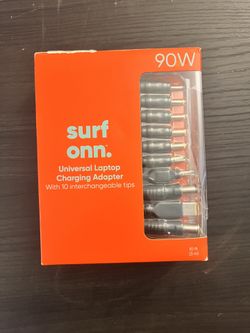 90W
surf
onn.
Universal Laptop
Charging Adapter
With 10 interchangeable tips